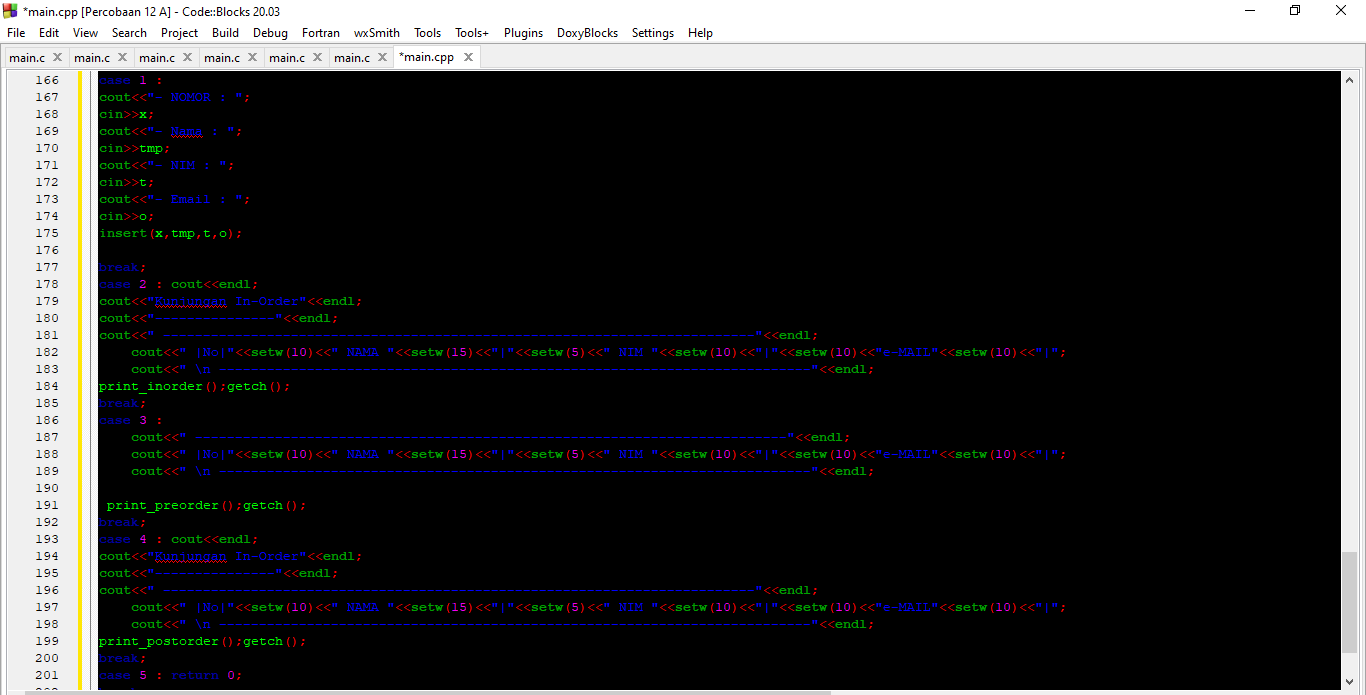 *main.cpp [Percobaan 12 A] - Code::Blocks 20.03
File Edit View Search Project Build Debug Fortran wxSmith Tools Tools+ Plugins DoxyBlocks Settings Help
main.c main.c main.c main.c main.c main.c *main.cpp
166 case 1 :
167 cout<<"- NOMOR : ";
168 cin>>x;
169 cout<<"- Nama : ";
170 cin>>tmp;
171 cout<<"- NIM : ";
172 cin>>t;
173 cout<<"- Email : ";
174 cin>>o;
175 insert(x,tmp,t,o);
176
177 break;
178 case 2 : cout<<endl;
179 cout<<"Kunjungan In-Order"<<endl;
180 cout<<"---------------"<<endl;
181 cout<<" --------------------------------------------------------------------------"<<endl;
182 cout<<" |No|"<<setw(10)<<" NAMA "<<setw(15)<<"|"<<setw(5)<<" NIM "<<setw(10)<<"|"<<setw(10)<<"e-MAIL"<<setw(10)<<"|";
183 cout<<" \n --------------------------------------------------------------------------"<<endl;
184 print_inorder();getch();
185 break;
186 case 3 :
187 cout<<" --------------------------------------------------------------------------"<<endl;
188 cout<<" |No|"<<setw(10)<<" NAMA "<<setw(15)<<"|"<<setw(5)<<" NIM "<<setw(10)<<"|"<<setw(10)<<"e-MAIL"<<setw(10)<<"|";
189 cout<<" \n --------------------------------------------------------------------------"<<endl;
190
191 print_preorder();getch();
192 break;
193 case 4 : cout<<endl;
194 cout<<"Kunjungan In-Order"<<endl;
195 cout<<"---------------"<<endl;
196 cout<<" --------------------------------------------------------------------------"<<endl;
197 cout<<" |No|"<<setw(10)<<" NAMA "<<setw(15)<<"|"<<setw(5)<<" NIM "<<setw(10)<<"|"<<setw(10)<<"e-MAIL"<<setw(10)<<"|";
198 cout<<" \n --------------------------------------------------------------------------"<<endl;
199 print_postorder();getch();
200 break;
201 case 5 : return 0;